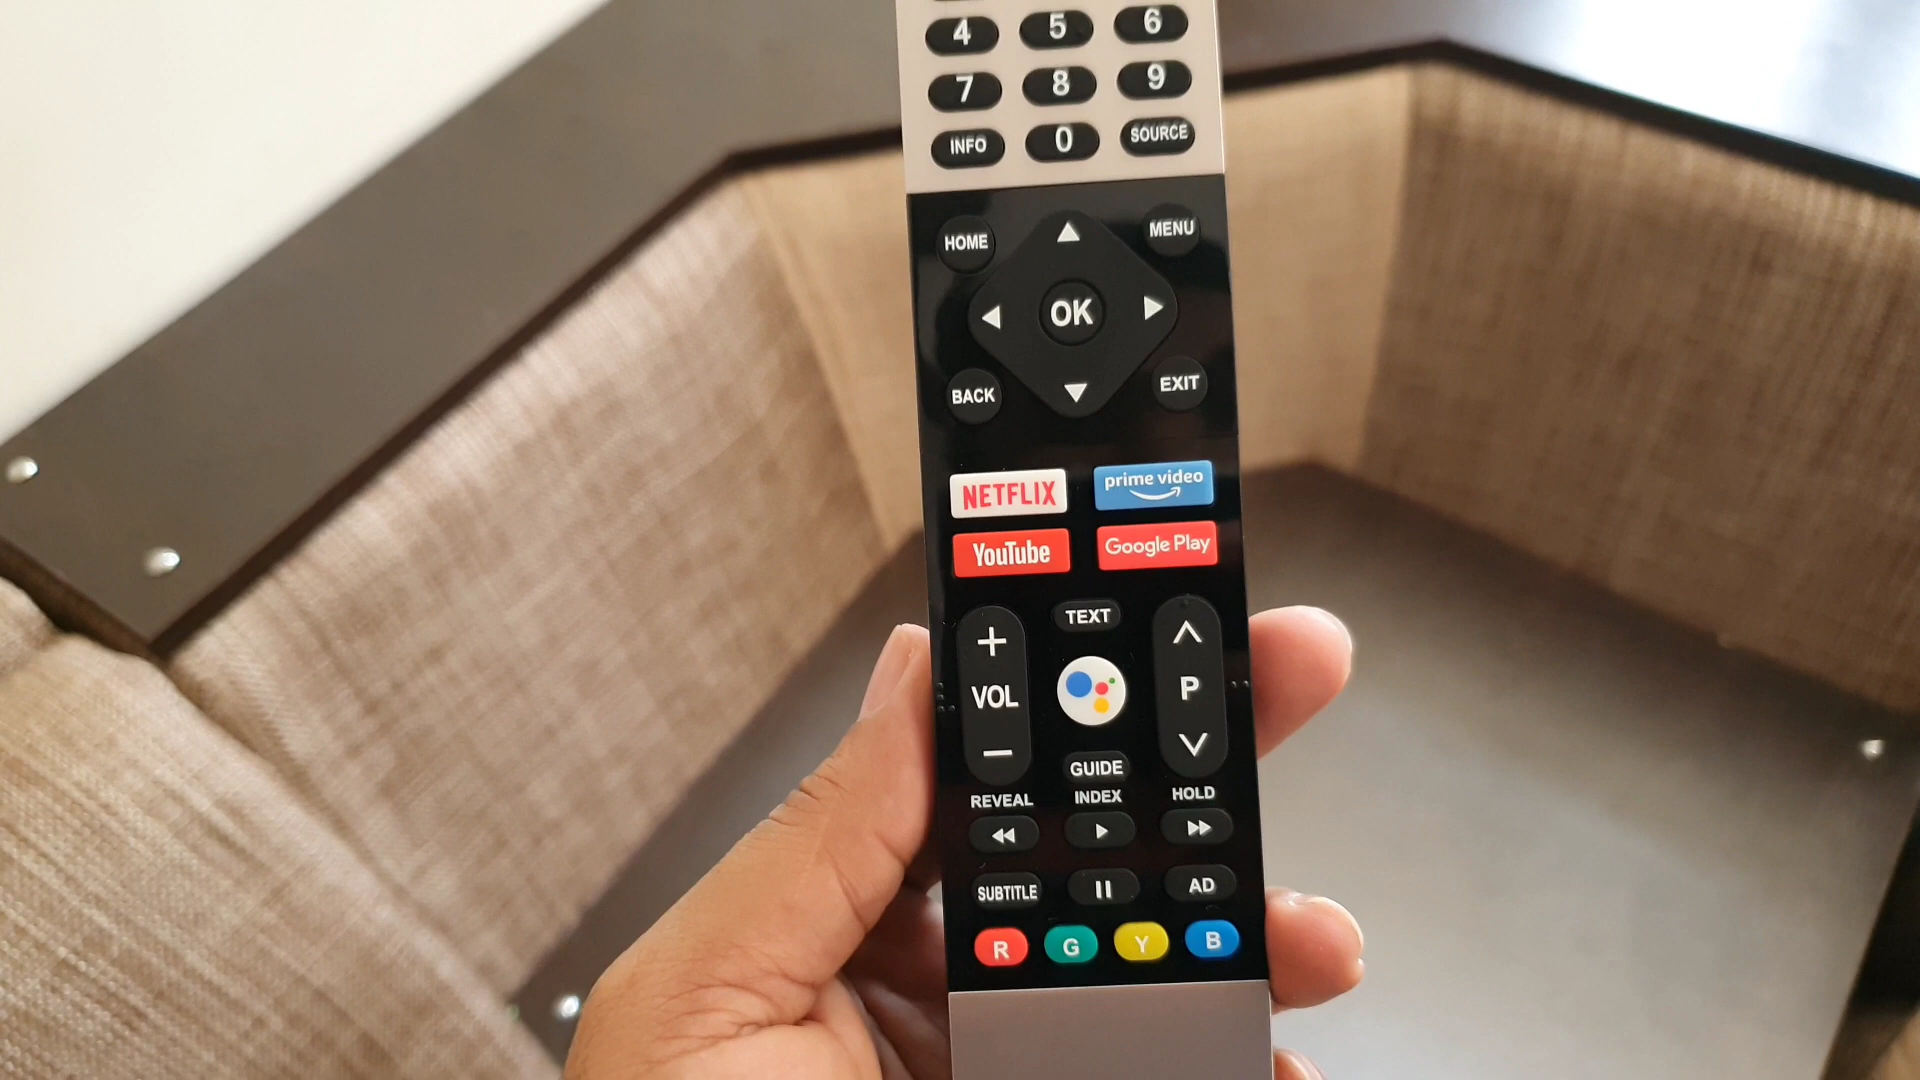 4 5 6
7 8 9
INFO 0 SOURCE
HOME MENU
OK
BACK EXIT
NETFLIX prime video
YouTube Google Play
TEXT
+
VOL P
−
GUIDE
REVEAL INDEX HOLD
SUBTITLE AD
R G Y B